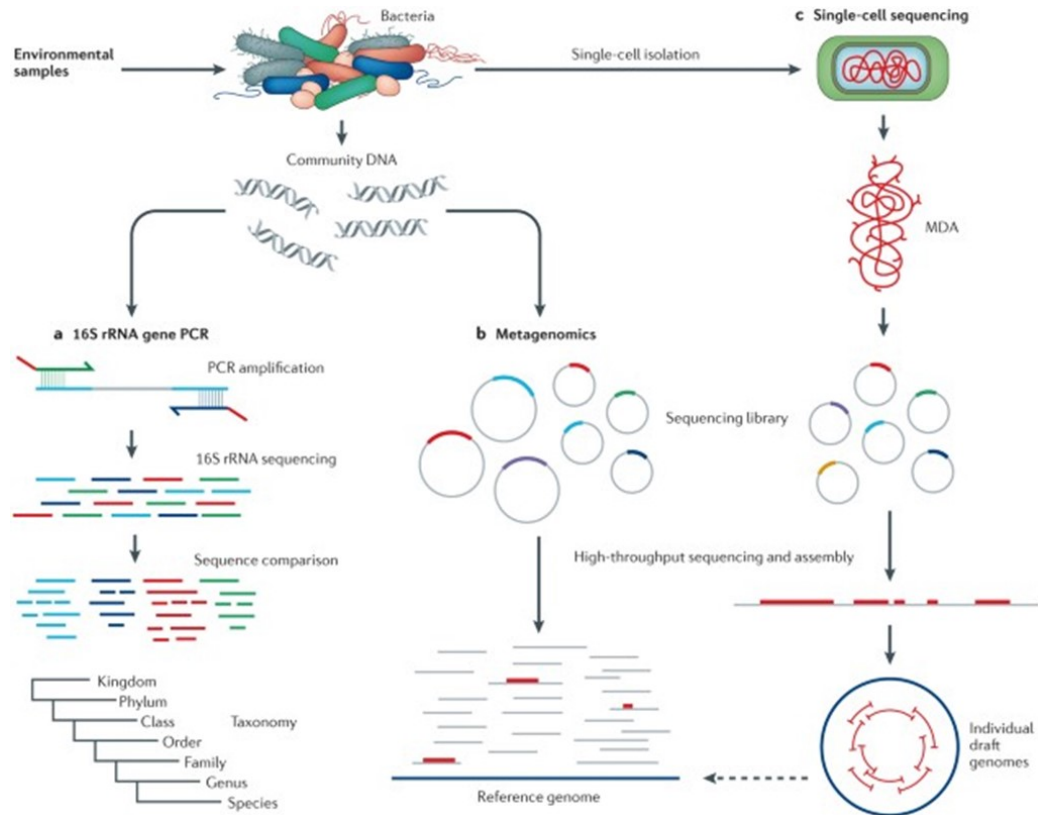 Bacteria
c Single-cell sequencing
Environmental
samples
Single-cell isolation
Community DNA
MDA
a 16S rRNA gene PCR
b Metagenomics
PCR amplification
Sequencing library
16S rRNA sequencing
High-throughput sequencing and assembly
Sequence comparison
Kingdom
Phylum
Class
Taxonomy
Order
Family
Genus
Species
Individual
draft
genomes
Reference genome